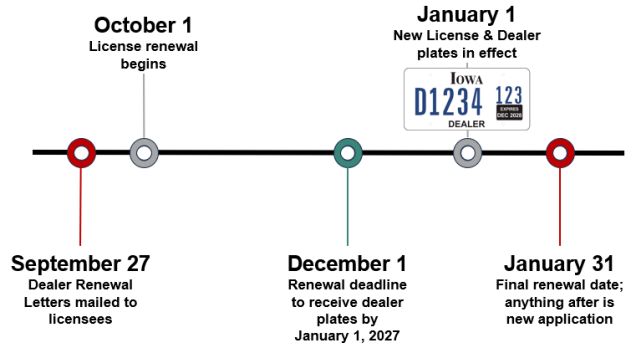 October 1
License renewal
begins
January 1
New License & Dealer
plates in effect
IOWA
D1234 123
EXPIRES
DEC 2028
DEALER
September 27
Dealer Renewal
Letters mailed to
licensees
December 1
Renewal deadline
to receive dealer
plates by
January 1, 2027
January 31
Final renewal date;
anything after is
new application